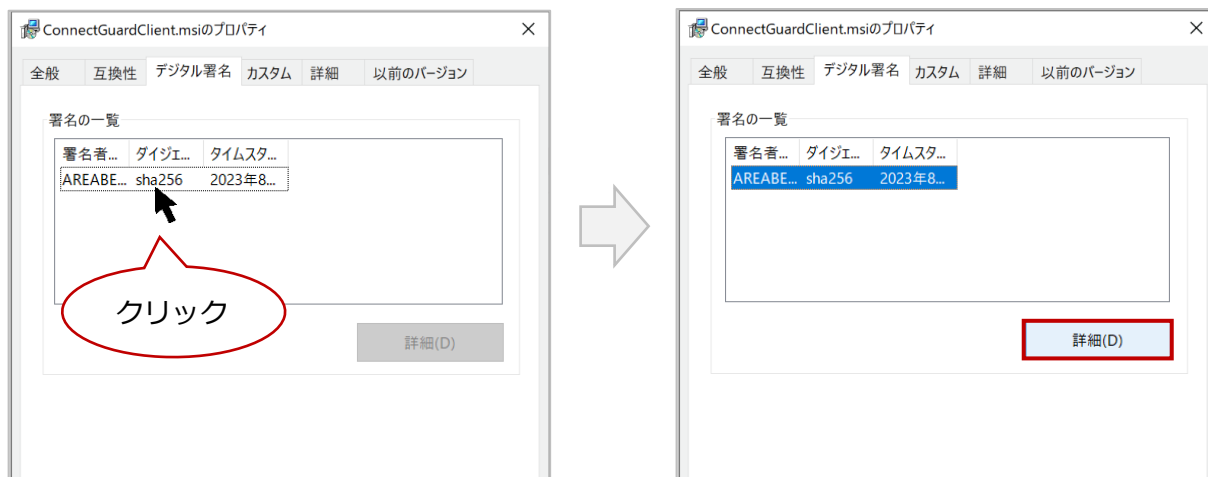 ConnectGuardClient.msiのプロパティ
全般 互換性 デジタル署名 カスタム 詳細 以前のバージョン
署名の一覧
署名者... ダイジェ... タイムスタ...
AREABE... sha256 2023年8...
クリック
詳細(D)
ConnectGuardClient.msiのプロパティ
全般 互換性 デジタル署名 カスタム 詳細 以前のバージョン
署名の一覧
署名者... ダイジェ... タイムスタ...
AREABE... sha256 2023年8...
詳細(D)